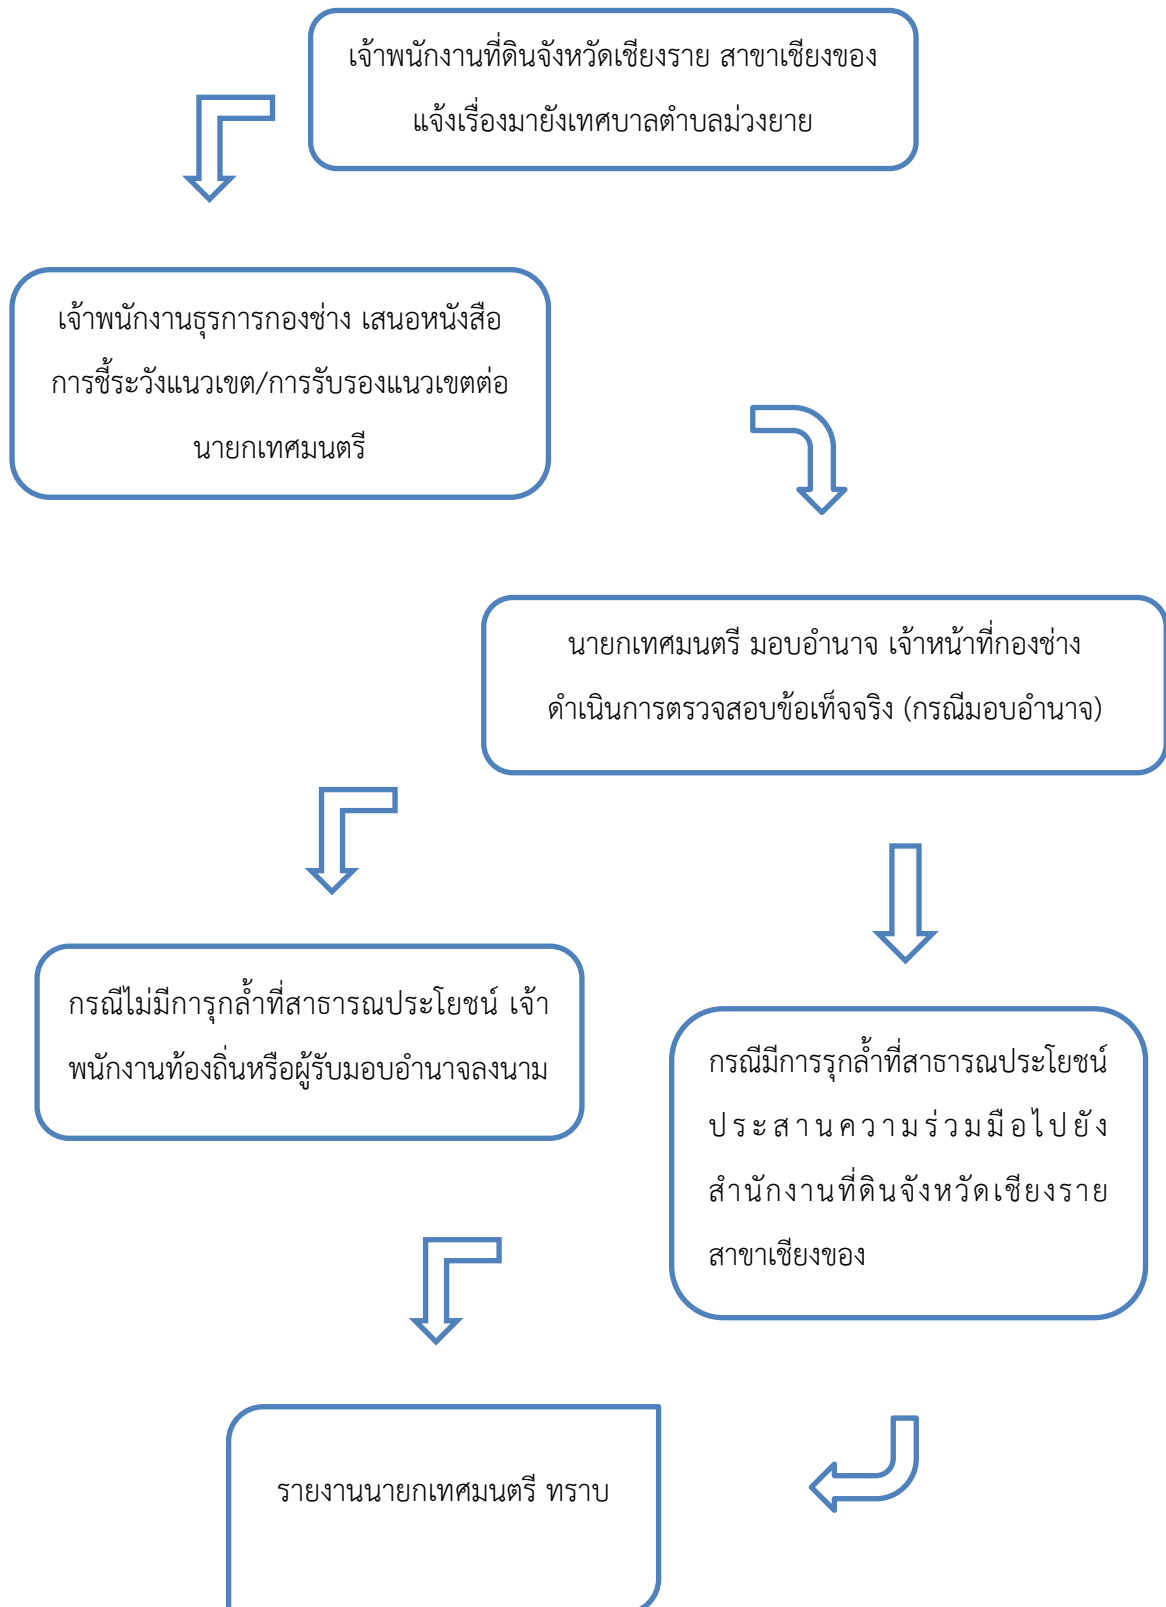 เจ้าพนักงานที่ดินจังหวัดเชียงราย สาขาเชียงของ
แจ้งเรื่องมายังเทศบาลตำบลม่วงยาย
เจ้าพนักงานธุรการกองช่าง เสนอหนังสือ
การชี้ระวังแนวเขต/การรับรองแนวเขตต่อ
นายกเทศมนตรี
นายกเทศมนตรี มอบอำนาจ เจ้าหน้าที่กองช่าง
ดำเนินการตรวจสอบข้อเท็จจริง (กรณีมอบอำนาจ)
กรณีไม่มีการุกล้ำที่สาธารณประโยชน์ เจ้า
พนักงานท้องถิ่นหรือผู้รับมอบอำนาจลงนาม
กรณีมีการรุกล้ำที่สาธารณประโยชน์
ประสานความร่วมมือไปยัง
สำนักงานที่ดินจังหวัดเชียงราย
สาขาเชียงของ
รายงานนายกเทศมนตรี ทราบ